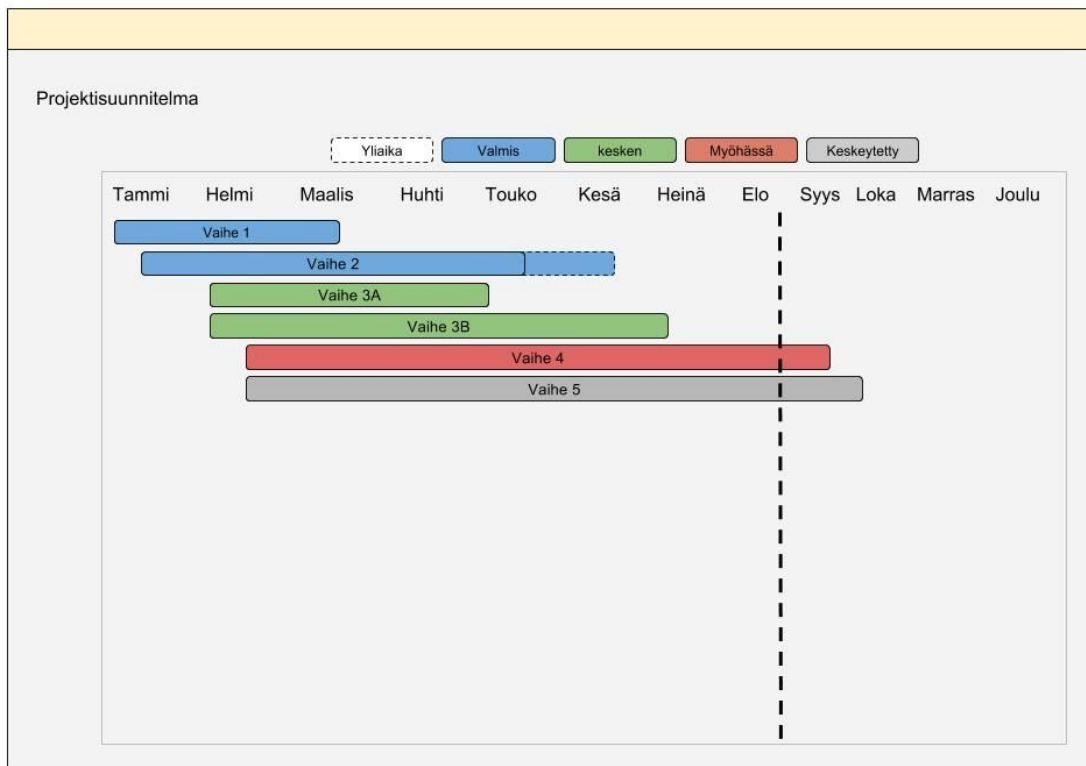 Projektisuunnitelma
Yliaika Valmis kesken Myöhässä Keskeytetty
Tammi Helmi Maalis Huhti Touko Kesä Heinä Elo Syys Loka Marras Joulu
Vaihe 1
Vaihe 2
Vaihe 3A
Vaihe 3B
Vaihe 4
Vaihe 5